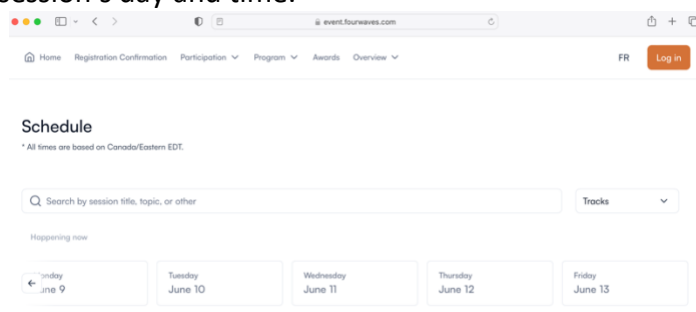 session's day and time.
event.fourwaves.com
Home Registration Confirmation Participation Program Awards Overview FR Log in
Schedule
* All times are based on Canada/Eastern EDT.
Search by session title, topic, or other Tracks
Happening now
Tuesday Wednesday Thursday Friday
June 10 June 11 June 12 June 13